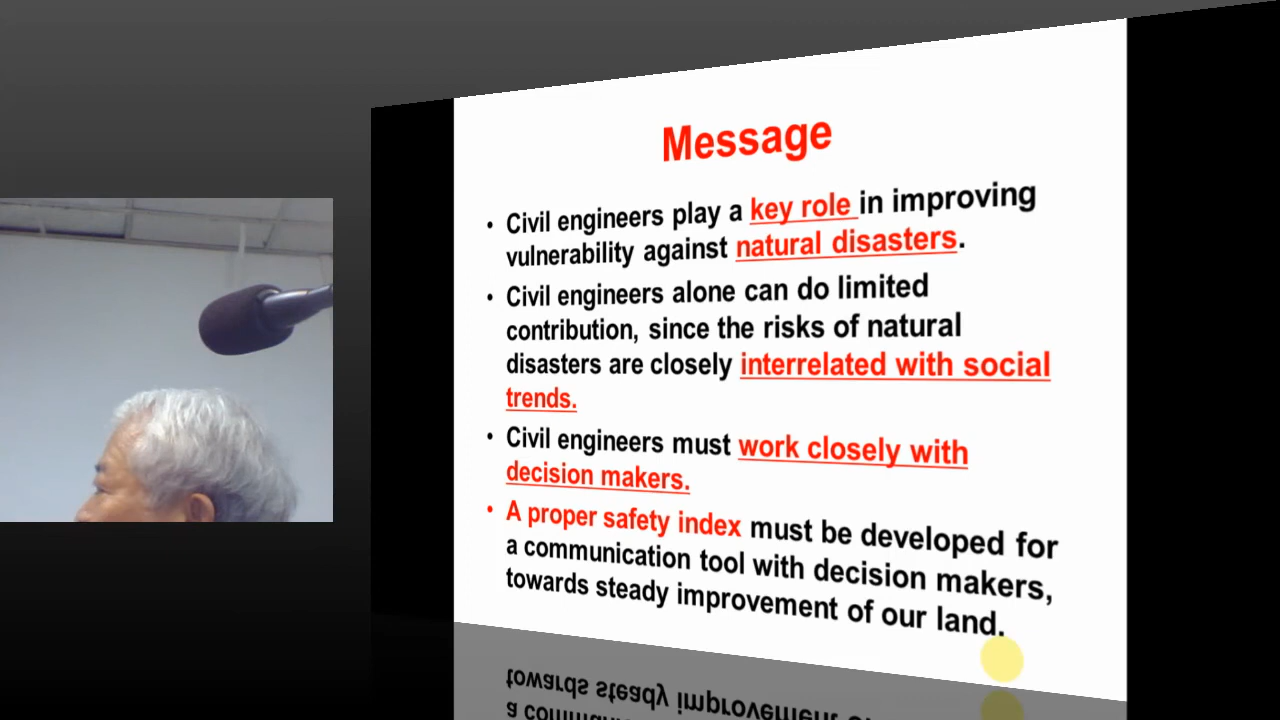 Message
• Civil engineers play a key role in improving
vulnerability against natural disasters.
• Civil engineers alone can do limited
contribution, since the risks of natural
disasters are closely interrelated with social
trends.
• Civil engineers must work closely with
decision makers.
• A proper safety index must be developed for
a communication tool with decision makers,
towards steady improvement of our land.